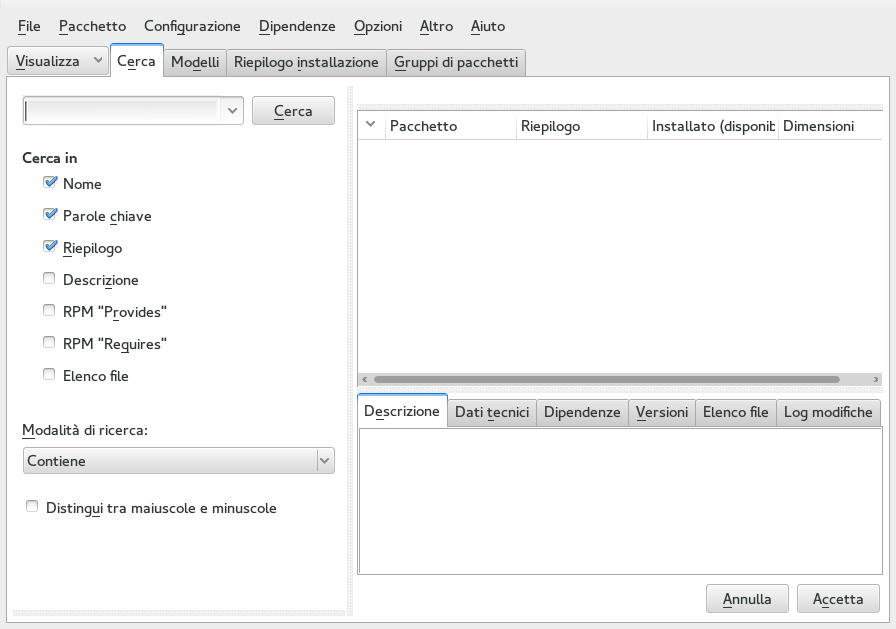 File Pacchetto Configurazione Dipendenze Opzioni Altro Aiuto
Visualizza Cerca Modelli Riepilogo installazione Gruppi di pacchetti
Cerca
Cerca in
Nome
Parole chiave
Riepilogo
Descrizione
RPM "Provides"
RPM "Requires"
Elenco file
Modalità di ricerca:
Contiene
Distingui tra maiuscole e minuscole
Pacchetto Riepilogo Installato (disponib Dimensioni
Descrizione Dati tecnici Dipendenze Versioni Elenco file Log modifiche
Annulla Accetta